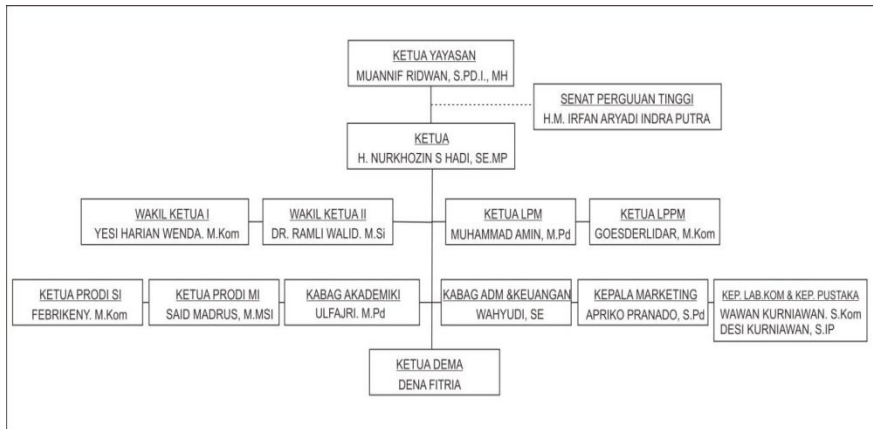 KETUA YAYASAN
MUANNIF RIDWAN, S.PD.I., MH
SENAT PERGUUAN TINGGI
H.M. IRFAN ARYADI INDRA PUTRA
KETUA
H. NURKHOZIN S HADI, SE.MP
WAKIL KETUA I
YESI HARIAN WENDA. M.Kom
WAKIL KETUA II
DR. RAMLI WALID. M.Si
KETUA LPM
MUHAMMAD AMIN, M.Pd
KETUA LPPM
GOESDERLIDAR, M.Kom
KETUA PRODI SI
FEBRIKENY. M.Kom
KETUA PRODI MI
SAID MADRUS, M.MSI
KABAG AKADEMIKI
ULFAJRI. M.Pd
KABAG ADM &KEUANGAN
WAHYUDI, SE
KEPALA MARKETING
APRIKO PRANADO, S.Pd
KEP. LAB.KOM & KEP. PUSTAKA
WAWAN KURNIAWAN. S.Kom
DESI KURNIAWAN, S.IP
KETUA DEMA
DENA FITRIA